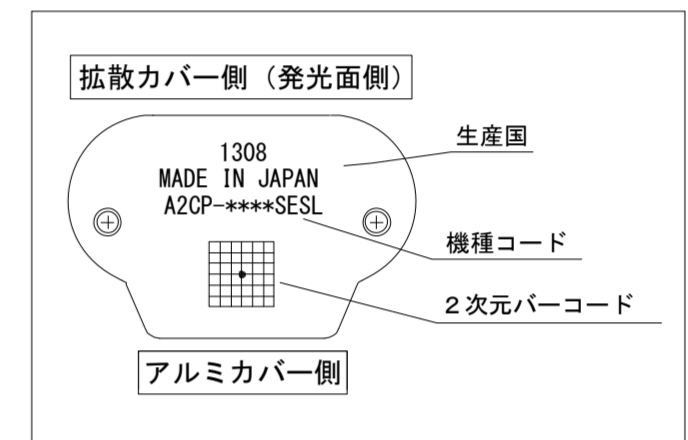 拡散カバー側（発光面側）
1308
MADE IN JAPAN
A2CP-****SESL
生産国
機種コード
２次元バーコード
アルミカバー側